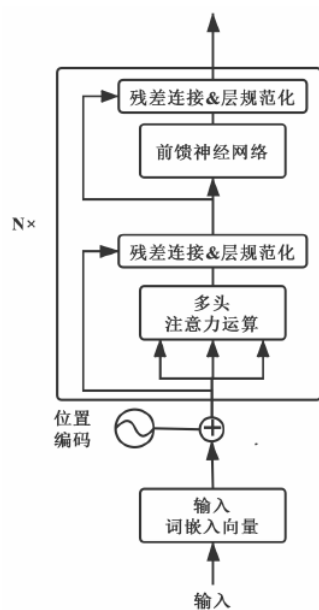 残差连接&层规范化
前馈神经网络
N×
残差连接&层规范化
多头
注意力运算
位置
编码
输入
词嵌入向量
输入